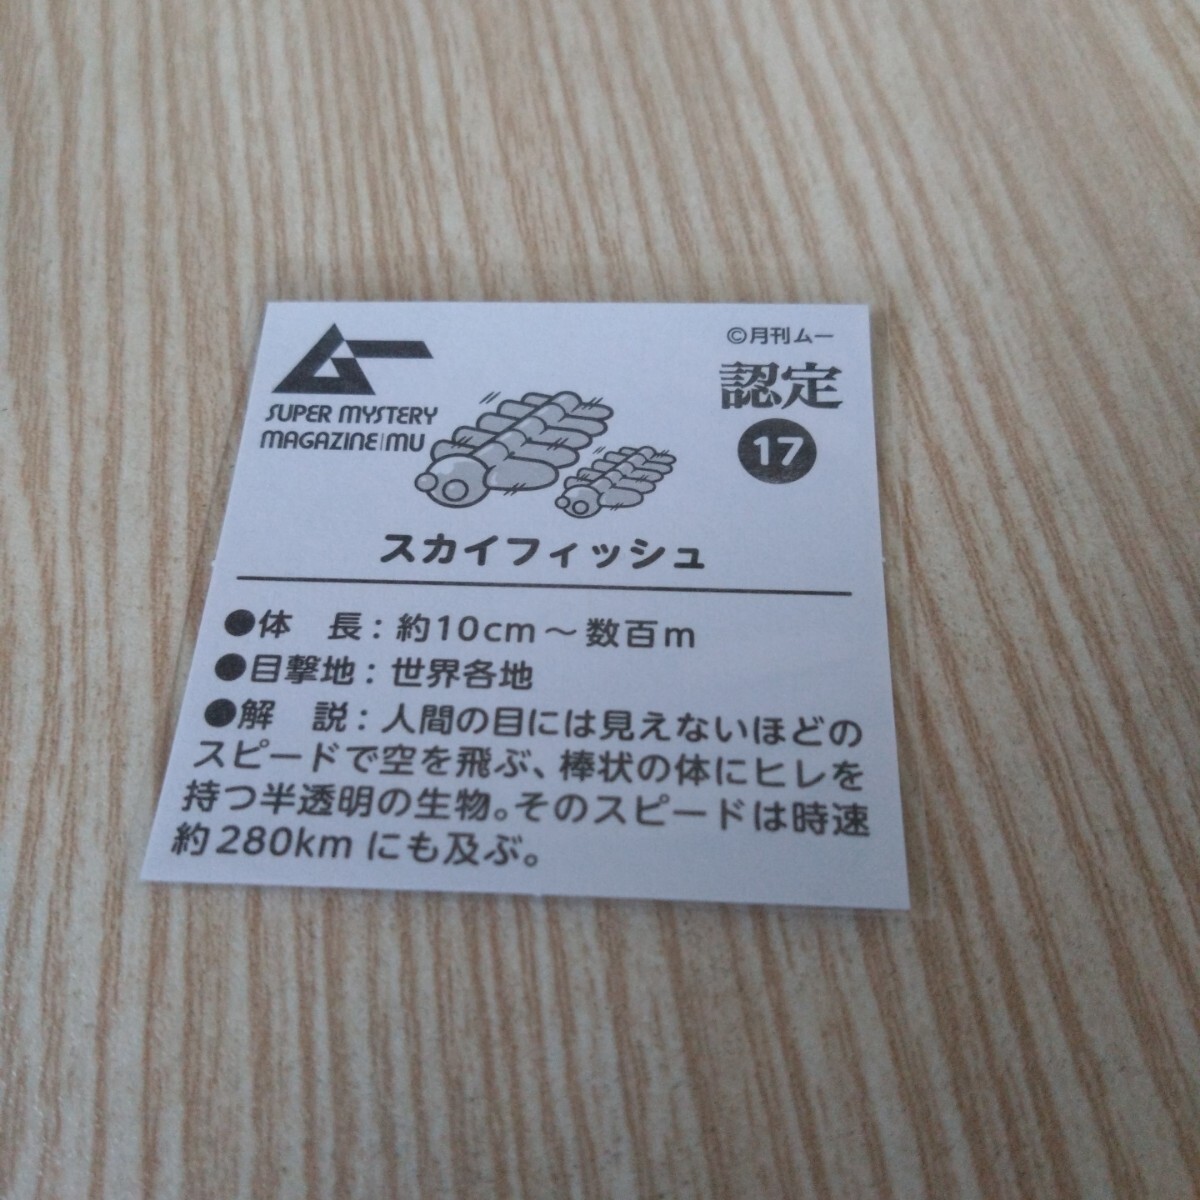 ムー
SUPER MYSTERY
MAGAZINE MU
©月刊ムー
認定
17
スカイフィッシュ
●体　長：約10cm～数百m
●目撃地：世界各地
●解　説：人間の目には見えないほどの
スピードで空を飛ぶ、棒状の体にヒレを
持つ半透明の生物。そのスピードは時速
約280kmにも及ぶ。